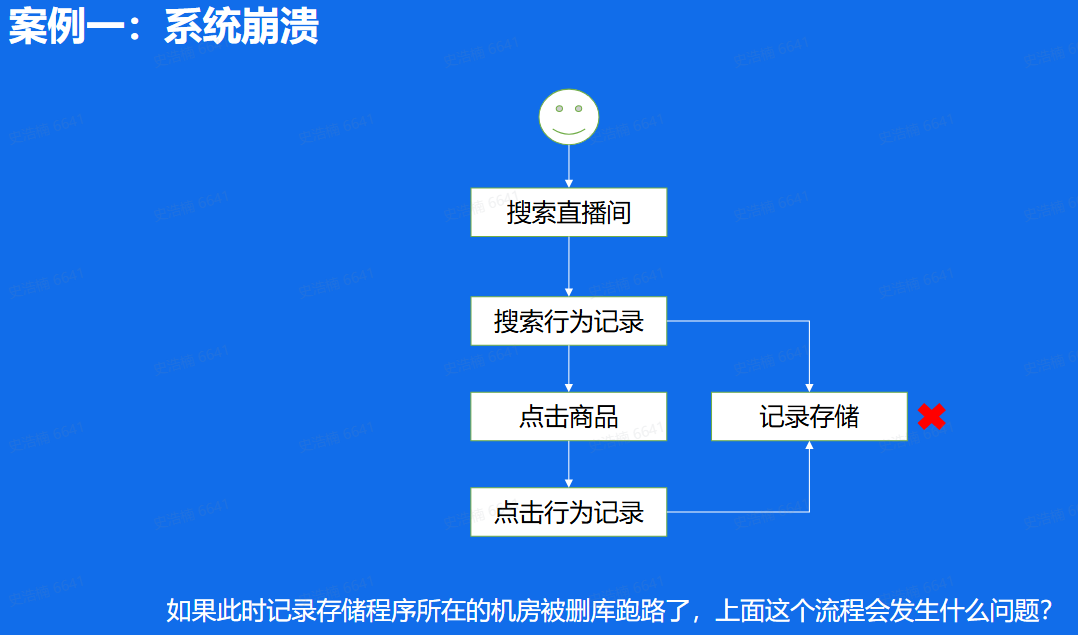 案例一：系统崩溃
搜索直播间
搜索行为记录
点击商品
记录存储
点击行为记录
如果此时记录存储程序所在的机房被删库跑路了，上面这个流程会发生什么问题？